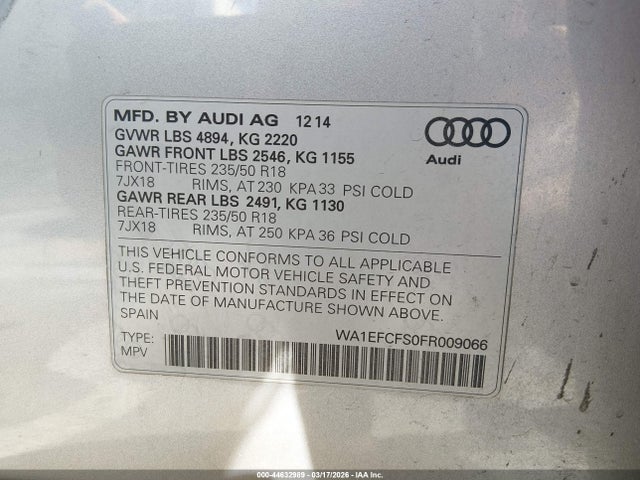 MFD. BY AUDI AG 12 14
GVWR LBS 4894, KG 2220
GAWR FRONT LBS 2546, KG 1155
FRONT-TIRES 235/50 R18
7JX18 RIMS, AT 230 KPA 33 PSI COLD
GAWR REAR LBS 2491, KG 1130
REAR-TIRES 235/50 R18
7JX18 RIMS, AT 250 KPA 36 PSI COLD
Audi
THIS VEHICLE CONFORMS TO ALL APPLICABLE
U.S. FEDERAL MOTOR VEHICLE SAFETY AND
THEFT PREVENTION STANDARDS IN EFFECT ON
THE DATE OF MANUFACTURE SHOWN ABOVE.
SPAIN
TYPE: WA1EFCFS0FR009066
MPV
000-44632989 | 03/17/2026 | IAA Inc.